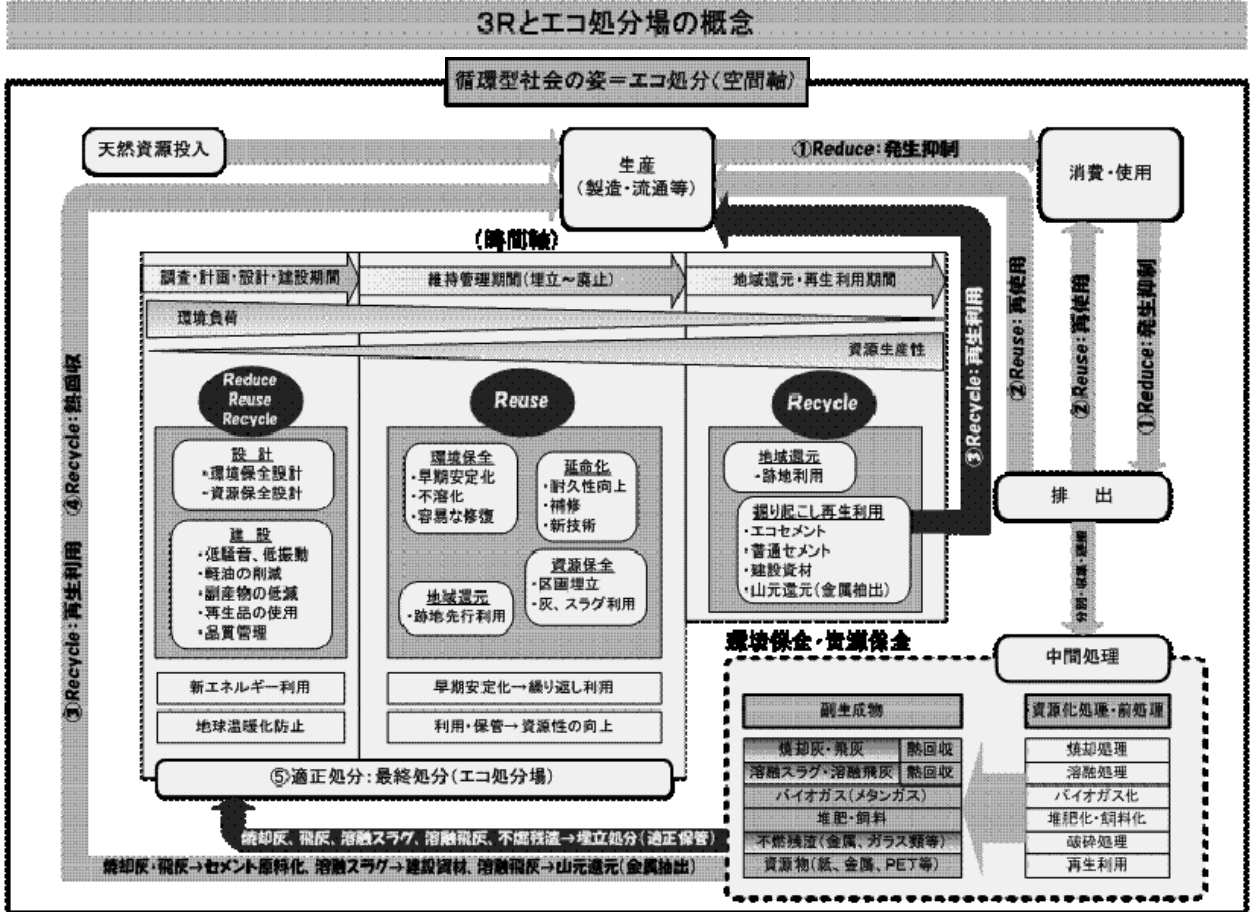 3Rとエコ処分場の概念
循環型社会の姿=エコ処分(空間軸)
天然資源投入
生産
(製造・流通等)
①Reduce:発生抑制
消費・使用
(時間軸)
調査・計画・設計・建設期間
維持管理期間(埋立~廃止)
地域還元・再生利用期間
環境負荷
資源生産性
Reduce
Reuse
Recycle
Reuse
Recycle
設計
・環境保全設計
・資源保全設計
建設
・低騒音、低振動
・軽油の削減
・副産物の低減
・再生品の使用
・品質管理
環境保全
・早期安定化
・不溶化
・容易な修復
延命化
・耐久性向上
・補修
・新技術
資源保全
・区画埋立
・灰、スラグ利用
地域還元
・跡地先行利用
地域還元
・跡地利用
掘り起こし再生利用
・エコセメント
・普通セメント
・建設資材
・山元還元(金属抽出)
新エネルギー利用
地球温暖化防止
早期安定化→繰り返し利用
利用・保管→資源性の向上
⑤適正処分:最終処分(エコ処分場)
③Recycle:再生利用
②Reuse:再使用
②Reuse:再使用
①Reduce:発生抑制
排出
中間処理
環境保全・資源保全
副生成物
焼却灰・飛灰
熱回収
溶融スラグ・溶融飛灰
熱回収
バイオガス(メタンガス)
堆肥・飼料
不燃残渣(金属、ガラス類等)
資源物(紙、金属、PET等)
資源化処理・前処理
焼却処理
溶融処理
バイオガス化
堆肥化・飼料化
破砕処理
再生利用
③Recycle:再生利用
④Recycle:熱回収
焼却灰、飛灰、溶融スラグ、溶融飛灰、不燃残渣→埋立処分(適正保管)
焼却灰・飛灰→セメント原料化、溶融スラグ→建設資材、溶融飛灰→山元還元(金属抽出)